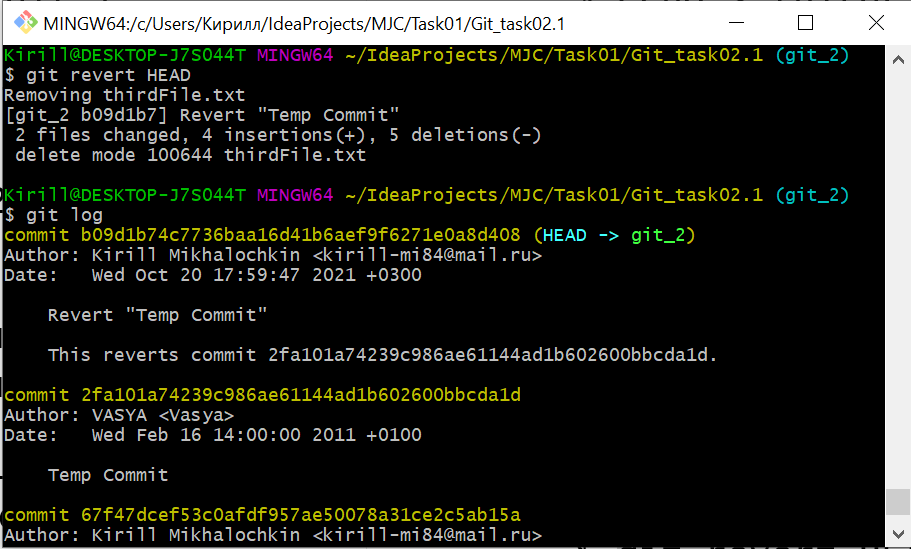 MINGW64:/c/Users/Кирилл/IdeaProjects/MJC/Task01/Git_task02.1
Kirill@DESKTOP-J7SO44T MINGW64 ~/IdeaProjects/MJC/Task01/Git_task02.1 (git_2)
$ git revert HEAD
Removing thirdFile.txt
[git_2 b09d1b7] Revert "Temp Commit"
 2 files changed, 4 insertions(+), 5 deletions(-)
 delete mode 100644 thirdFile.txt
Kirill@DESKTOP-J7SO44T MINGW64 ~/IdeaProjects/MJC/Task01/Git_task02.1 (git_2)
$ git log
commit b09d1b74c7736baa16d41b6aef9f6271e0a8d408 (HEAD -> git_2)
Author: Kirill Mikhalochkin <kirill-mi84@mail.ru>
Date:   Wed Oct 20 17:59:47 2021 +0300
    Revert "Temp Commit"
    This reverts commit 2fa101a74239c986ae61144ad1b602600bbcda1d.
commit 2fa101a74239c986ae61144ad1b602600bbcda1d
Author: VASYA <Vasya>
Date:   Wed Feb 16 14:00:00 2011 +0100
    Temp Commit
commit 67f47dcef53c0afdf957ae50078a31ce2c5ab15a
Author: Kirill Mikhalochkin <kirill-mi84@mail.ru>